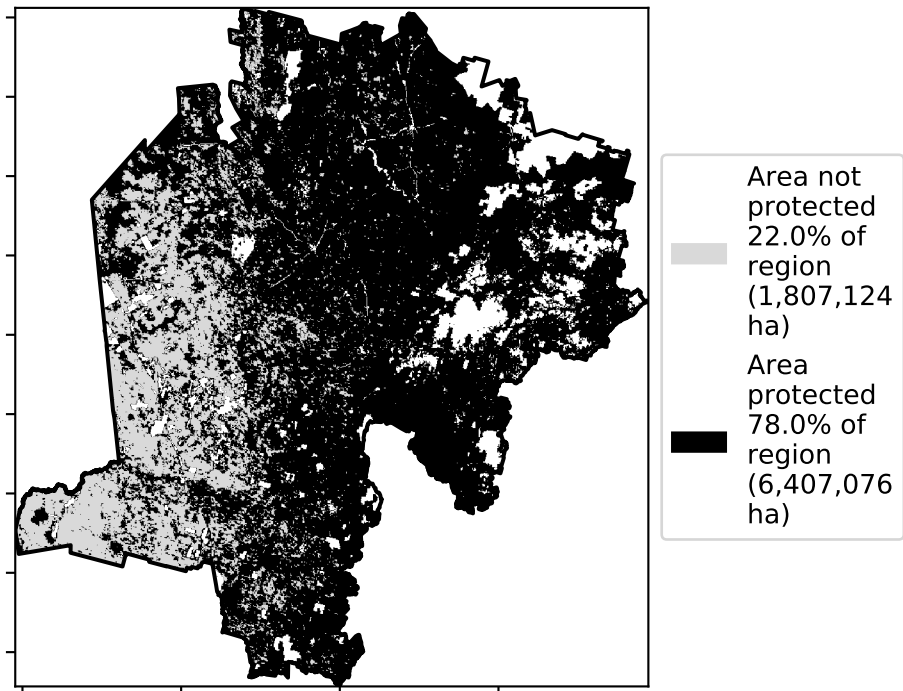 Area not
protected
22.0% of
region
(1,807,124
ha)
Area
protected
78.0% of
region
(6,407,076
ha)